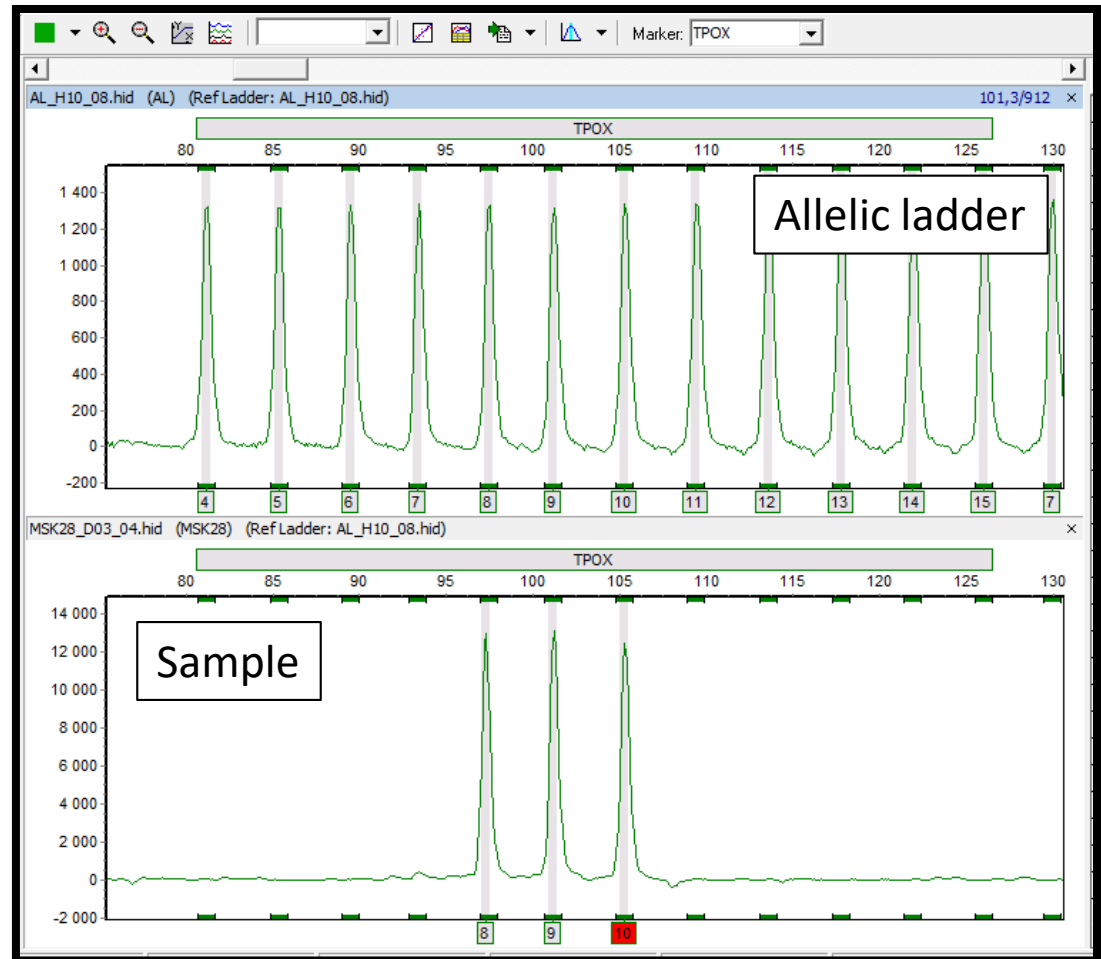 Marker: TPOX
AL_H10_08.hid (AL) (Ref Ladder: AL_H10_08.hid) 101,3/912 ×
TPOX
80 85 90 95 100 105 110 115 120 125 130
Allelic ladder
1 400
1 200
1 000
800
600
400
200
0
-200
4 5 6 7 8 9 10 11 12 13 14 15 7
MSK28_D03_04.hid (MSK28) (Ref Ladder: AL_H10_08.hid) ×
TPOX
80 85 90 95 100 105 110 115 120 125 130
Sample
14 000
12 000
10 000
8 000
6 000
4 000
2 000
0
-2 000
8 9 10